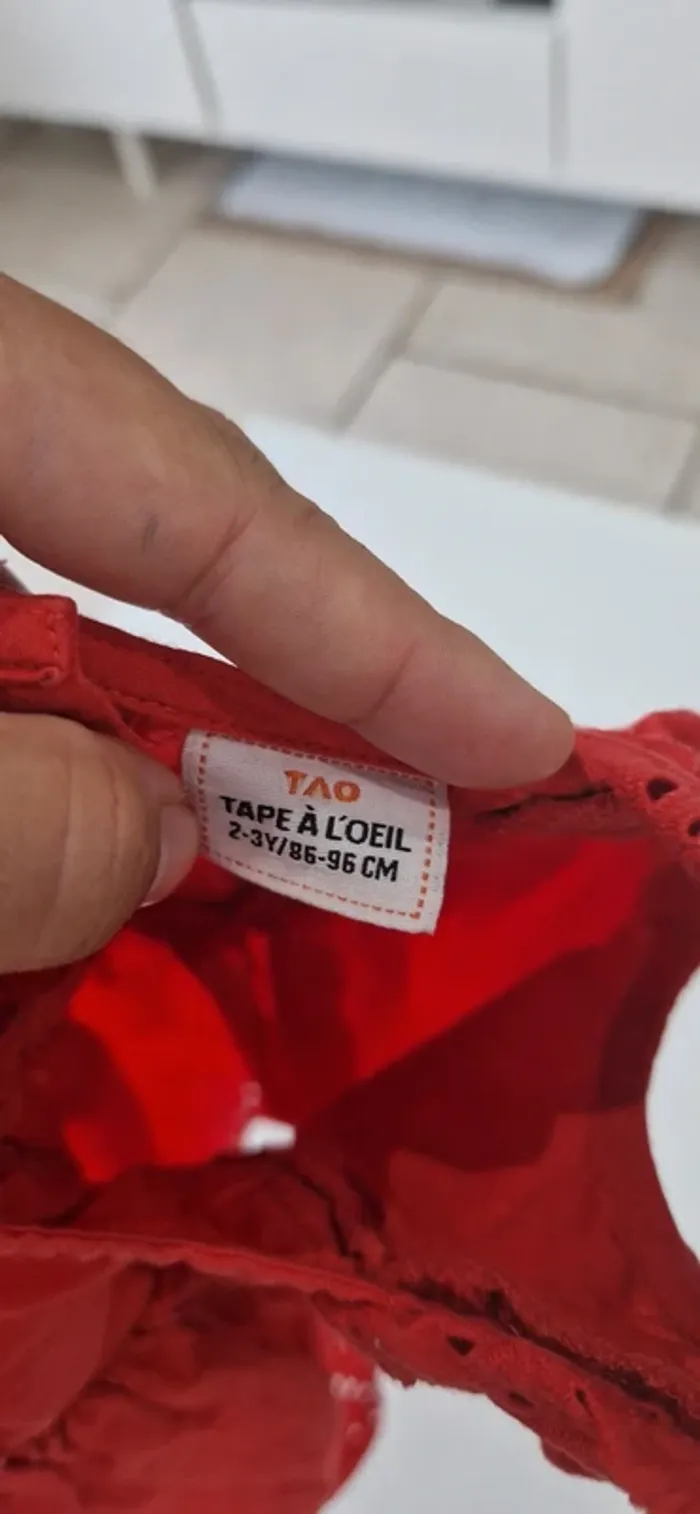 TAO
TAPE À L'OEIL
2-3Y/86-96 CM